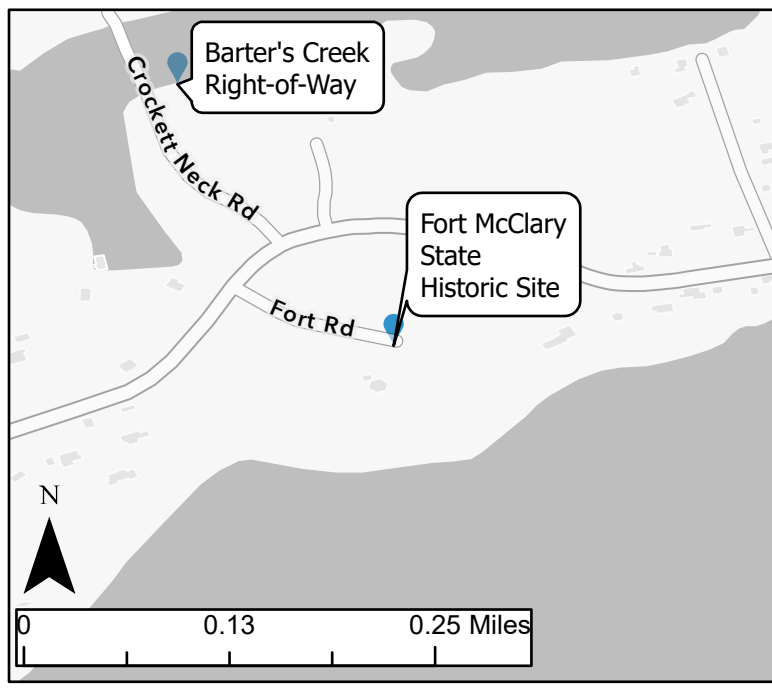 Barter's Creek
Right-of-Way
Crockett Neck Rd
Fort McClary
State
Historic Site
Fort Rd
N
0 0.13 0.25 Miles